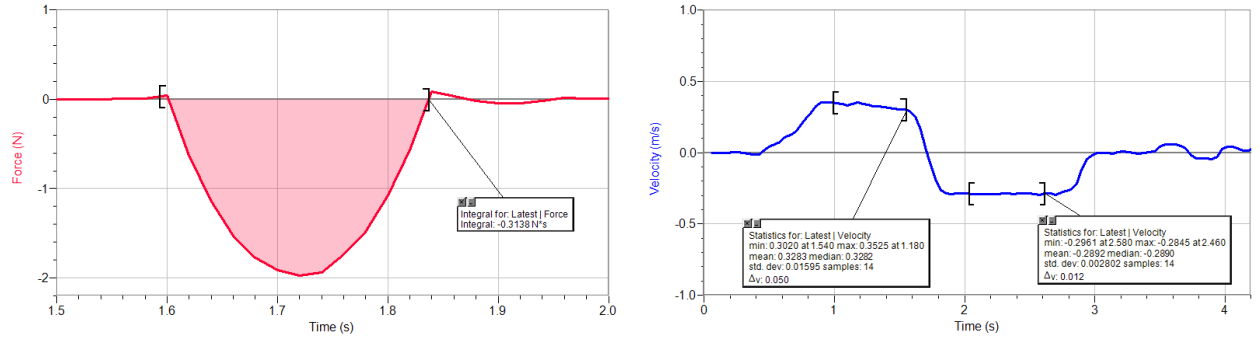 1
0
-1
-2
Force (N)
1.5
1.6
1.7
1.8
1.9
2.0
Time (s)
Integral for: Latest | Force
Integral: -0.3138 N*s
1.0
0.5
0.0
-0.5
-1.0
Velocity (m/s)
0
1
2
3
4
Time (s)
Statistics for: Latest | Velocity
min: 0.3020 at 1.540 max: 0.3525 at 1.180
mean: 0.3283 median: 0.3282
std. dev: 0.01595 samples: 14
Δv: 0.050
Statistics for: Latest | Velocity
min: -0.2961 at 2.580 max: -0.2845 at 2.460
mean: -0.2892 median: -0.2890
std. dev: 0.002802 samples: 14
Δv: 0.012